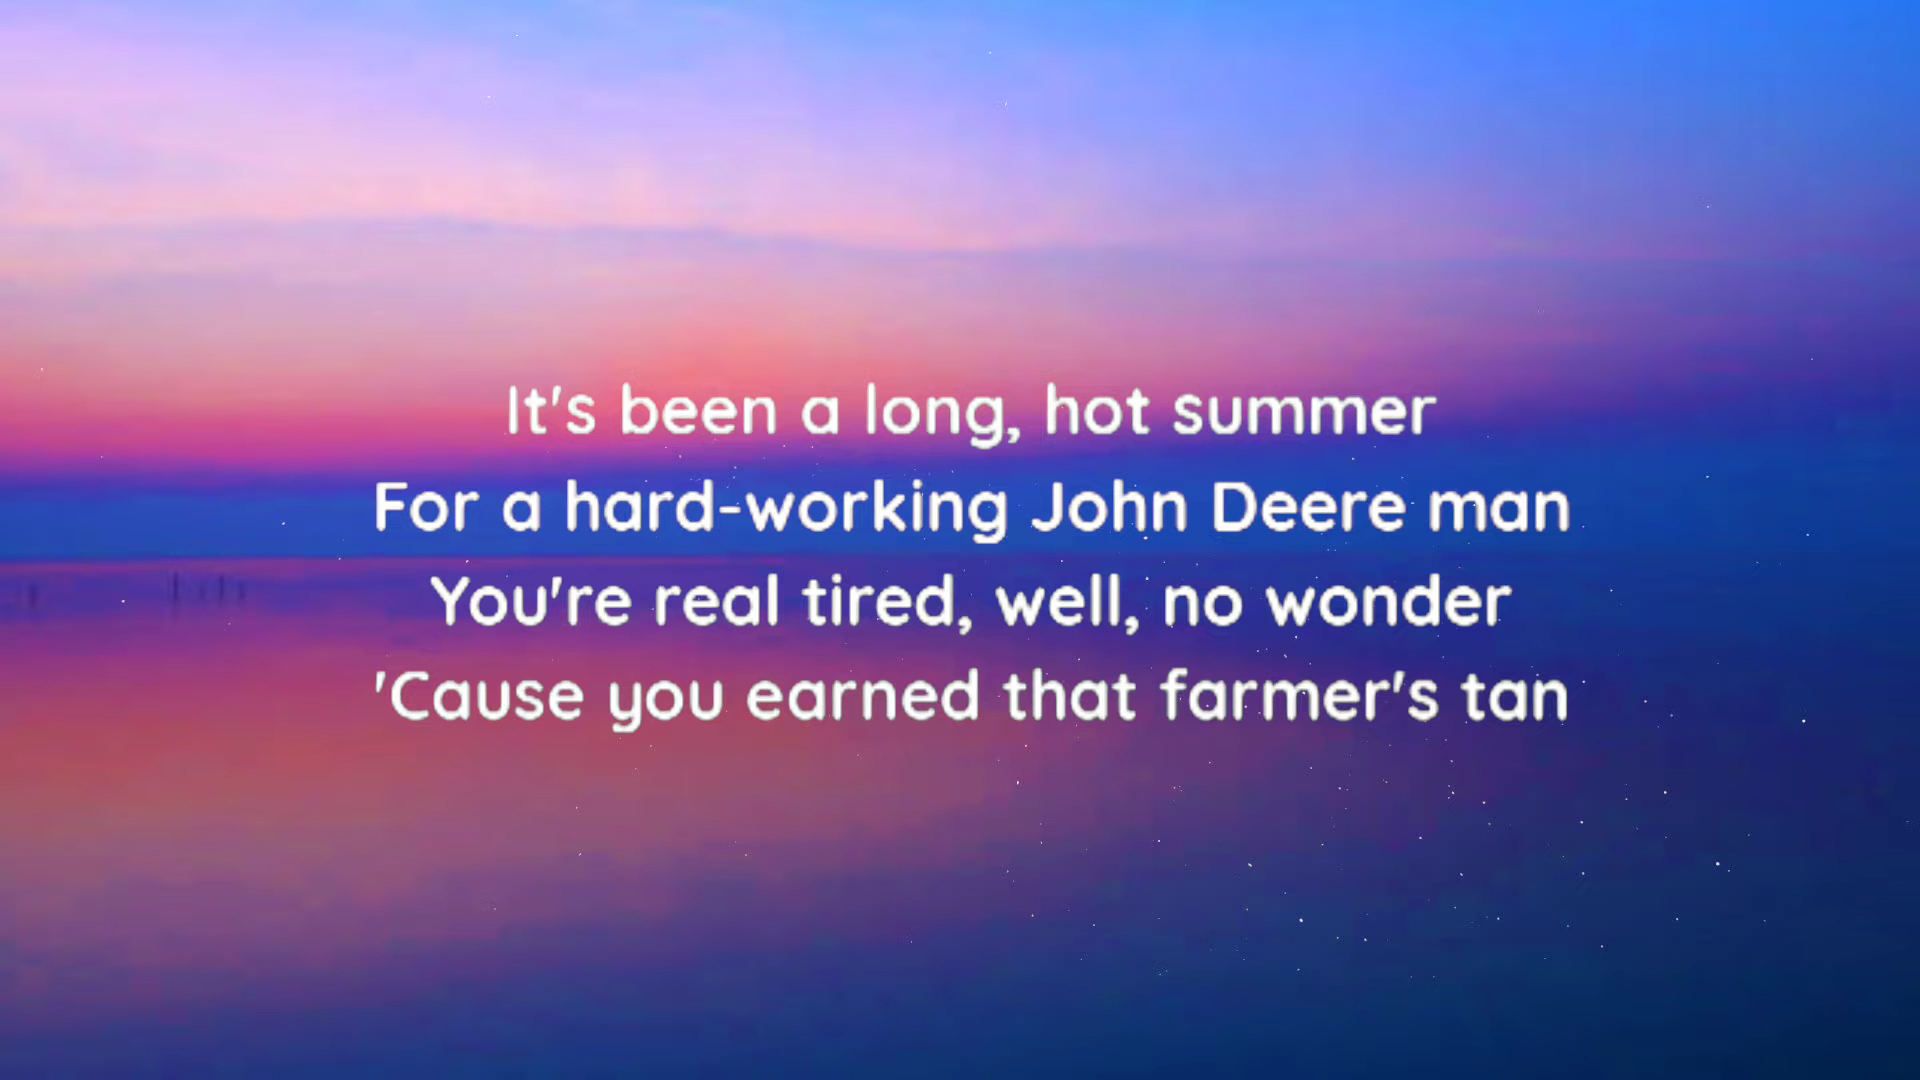 It's been a long, hot summer
For a hard-working John Deere man
You're real tired, well, no wonder
'Cause you earned that farmer's tan